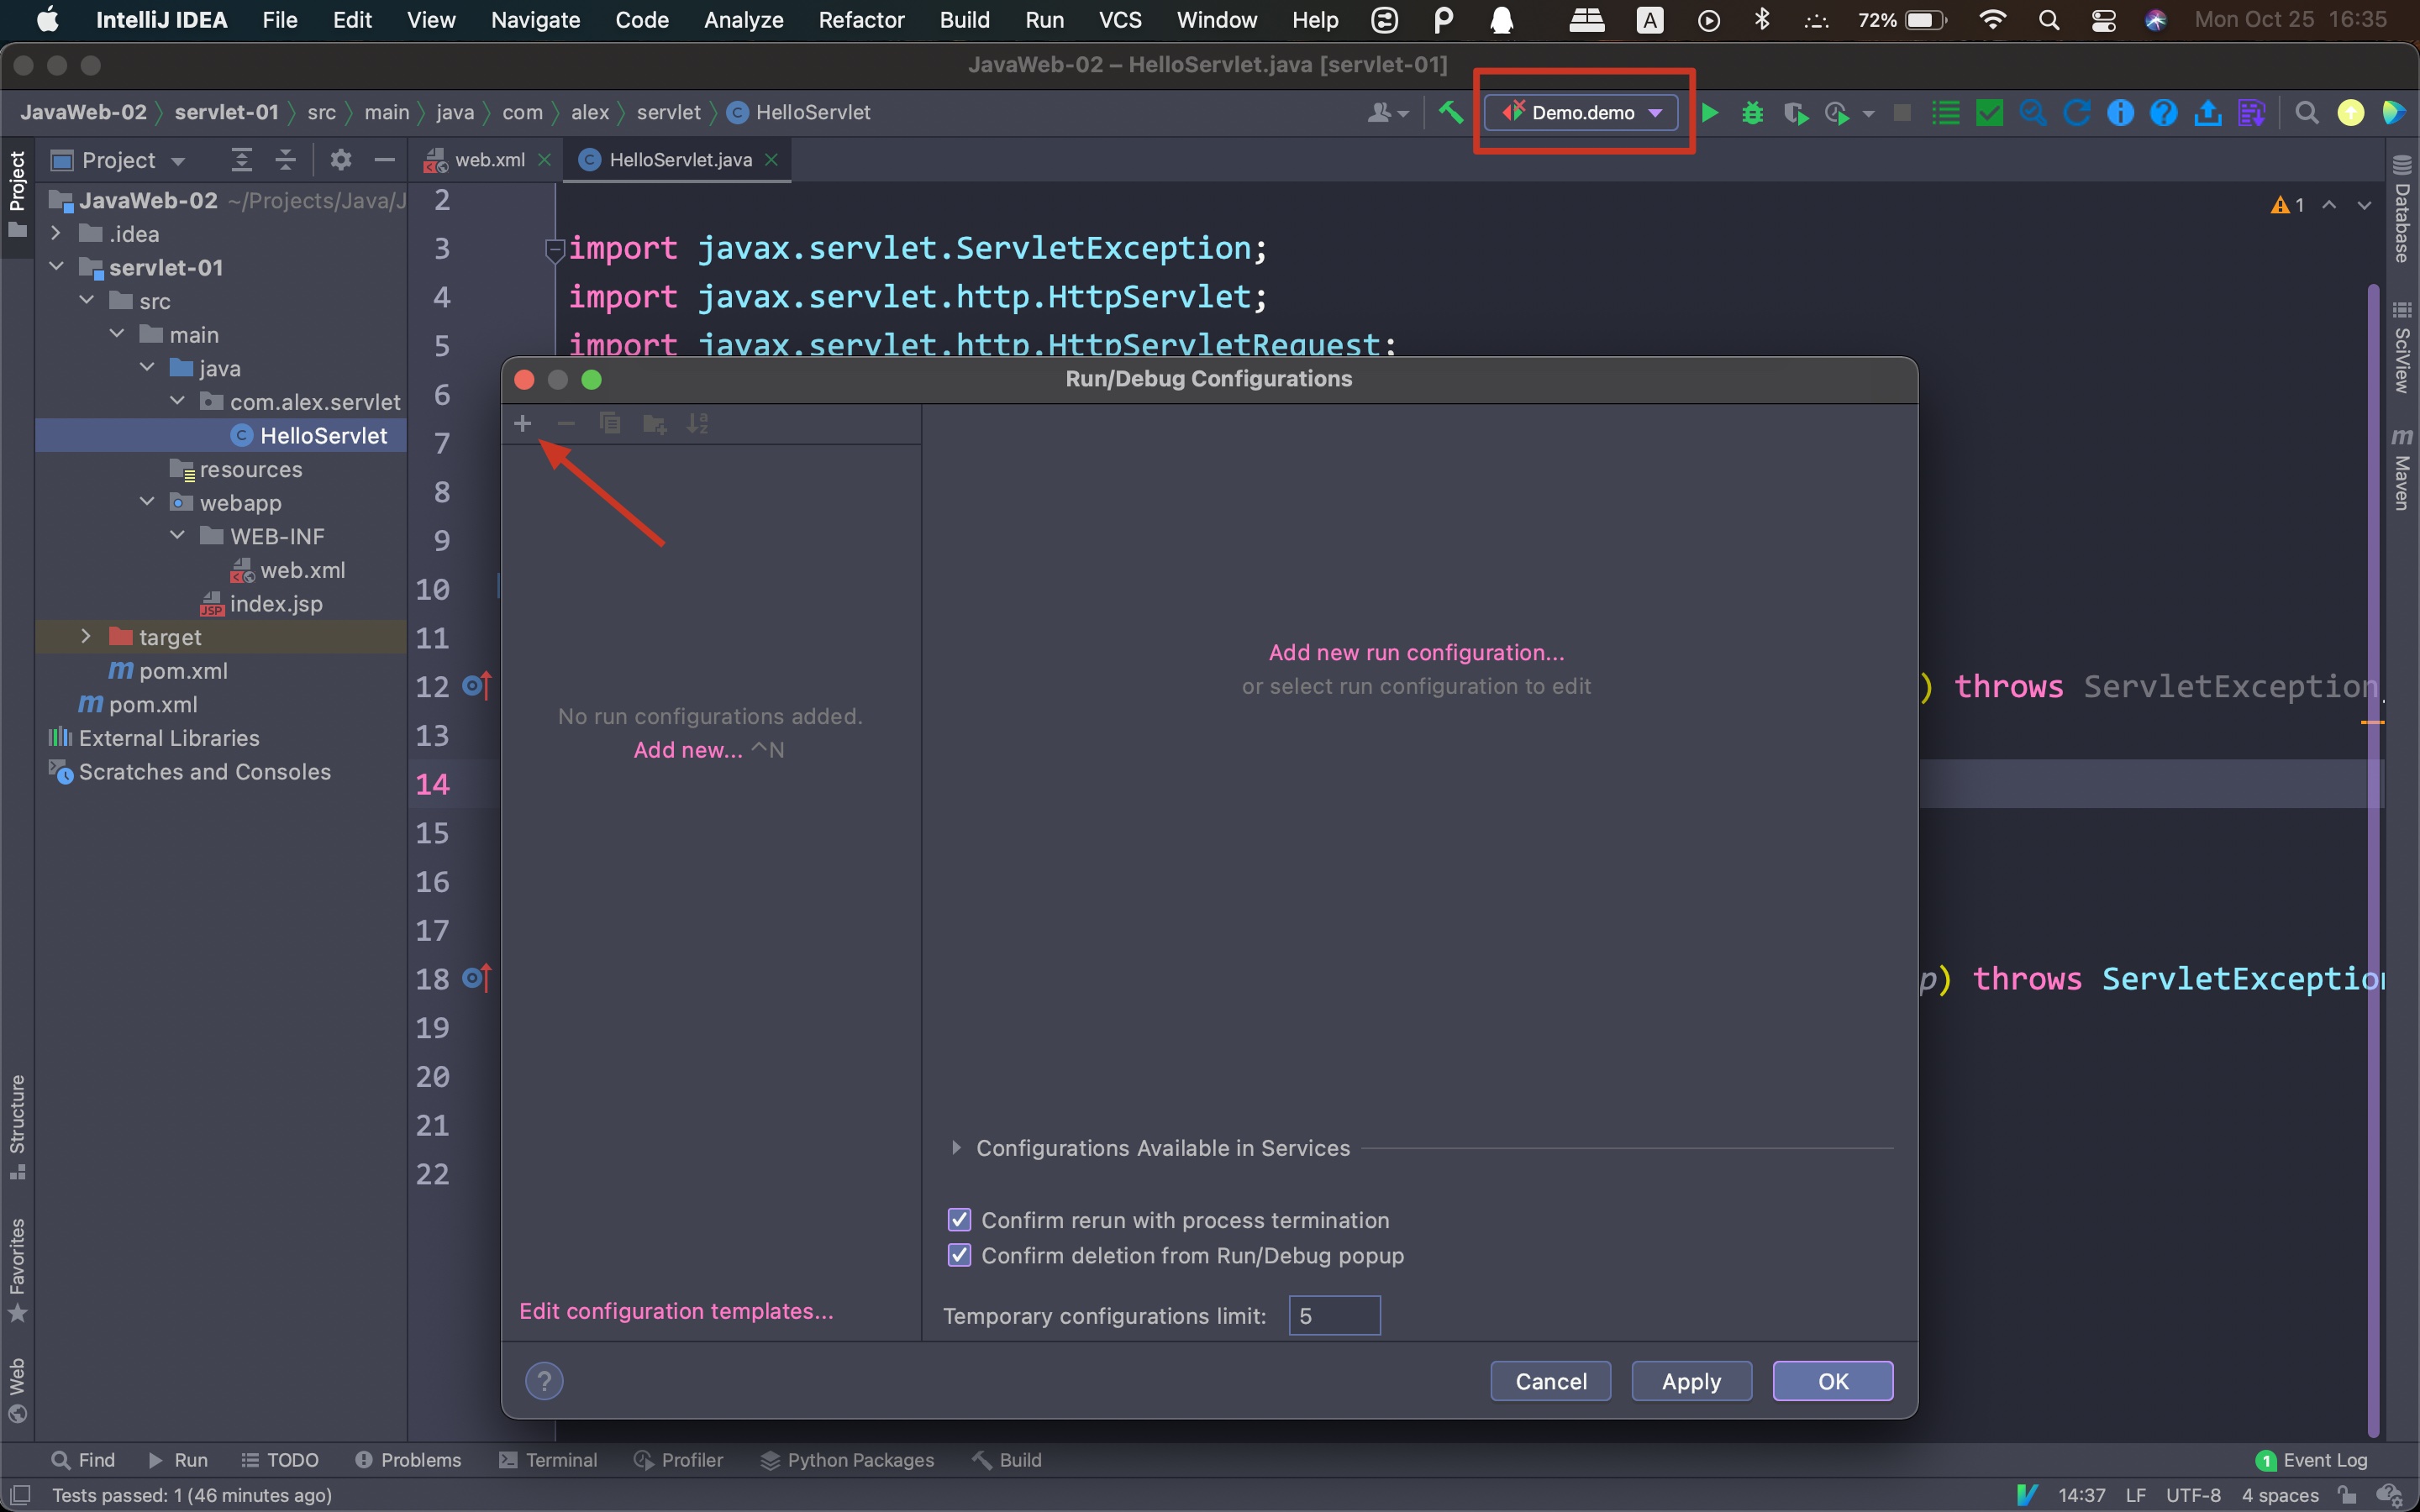 IntelliJ IDEA File Edit View Navigate Code Analyze Refactor Build Run VCS Window Help A 72% Mon Oct 25 16:35
JavaWeb-02 – HelloServlet.java [servlet-01]
JavaWeb-02 servlet-01 src main java com alex servlet HelloServlet Demo.demo
Project web.xml HelloServlet.java
Project
JavaWeb-02 ~/Projects/Java/J
.idea
servlet-01
src
main
java
com.alex.servlet
HelloServlet
resources
webapp
WEB-INF
web.xml
index.jsp
target
pom.xml
pom.xml
External Libraries
Scratches and Consoles
Structure
Favorites
Web
1
2
3 import javax.servlet.ServletException;
4 import javax.servlet.http.HttpServlet;
5 import javax.servlet.http.HttpServletRequest;
6
7
8
9
10
11
12 ) throws ServletException,
13
14
15
16
17
18 p) throws ServletException
19
20
21
22
Run/Debug Configurations
No run configurations added.
Add new... ^N
Add new run configuration...
or select run configuration to edit
Configurations Available in Services
Confirm rerun with process termination
Confirm deletion from Run/Debug popup
Temporary configurations limit: 5
Edit configuration templates...
? Cancel Apply OK
Database
SciView
Maven
Find Run TODO Problems Terminal Profiler Python Packages Build 1 Event Log
Tests passed: 1 (46 minutes ago) 14:37 LF UTF-8 4 spaces